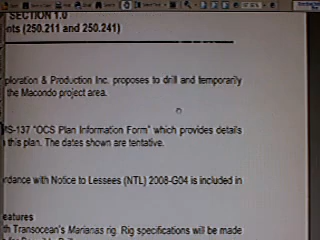 SECTION 1.0
nts (250.211 and 250.241)
ploration & Production Inc. proposes to drill and temporarily
the Macondo project area.
MS-137 "OCS Plan Information Form" which provides details
this plan. The dates shown are tentative.
rdance with Notice to Lessees (NTL) 2008-G04 is included in
eatures
th Transocean's Marianas rig. Rig specifications will be made